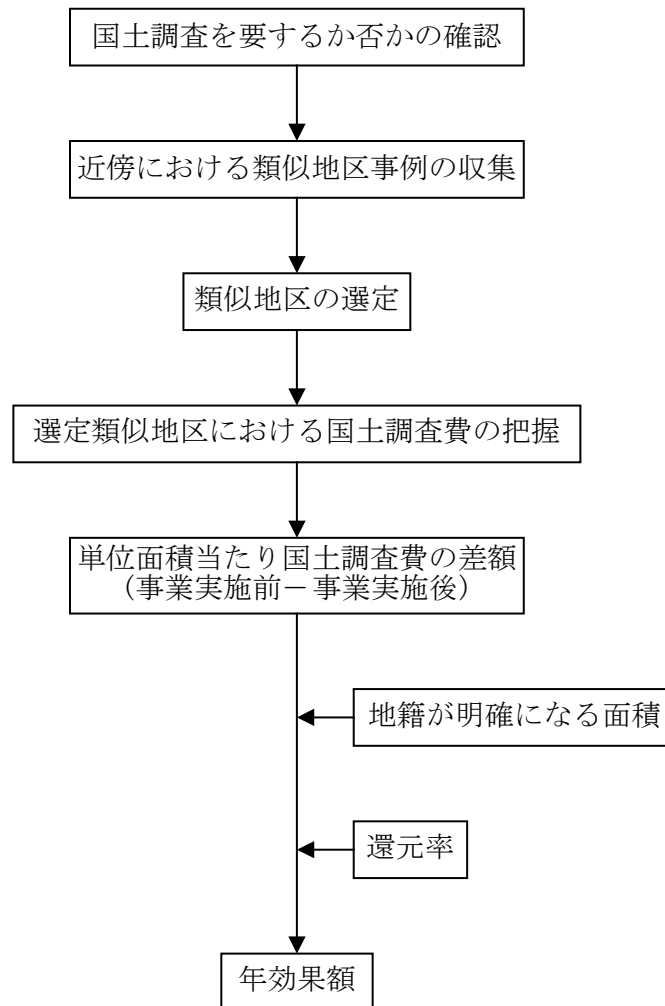 国土調査を要するか否かの確認
近傍における類似地区事例の収集
類似地区の選定
選定類似地区における国土調査費の把握
単位面積当たり国土調査費の差額
（事業実施前－事業実施後）
地籍が明確になる面積
還元率
年効果額